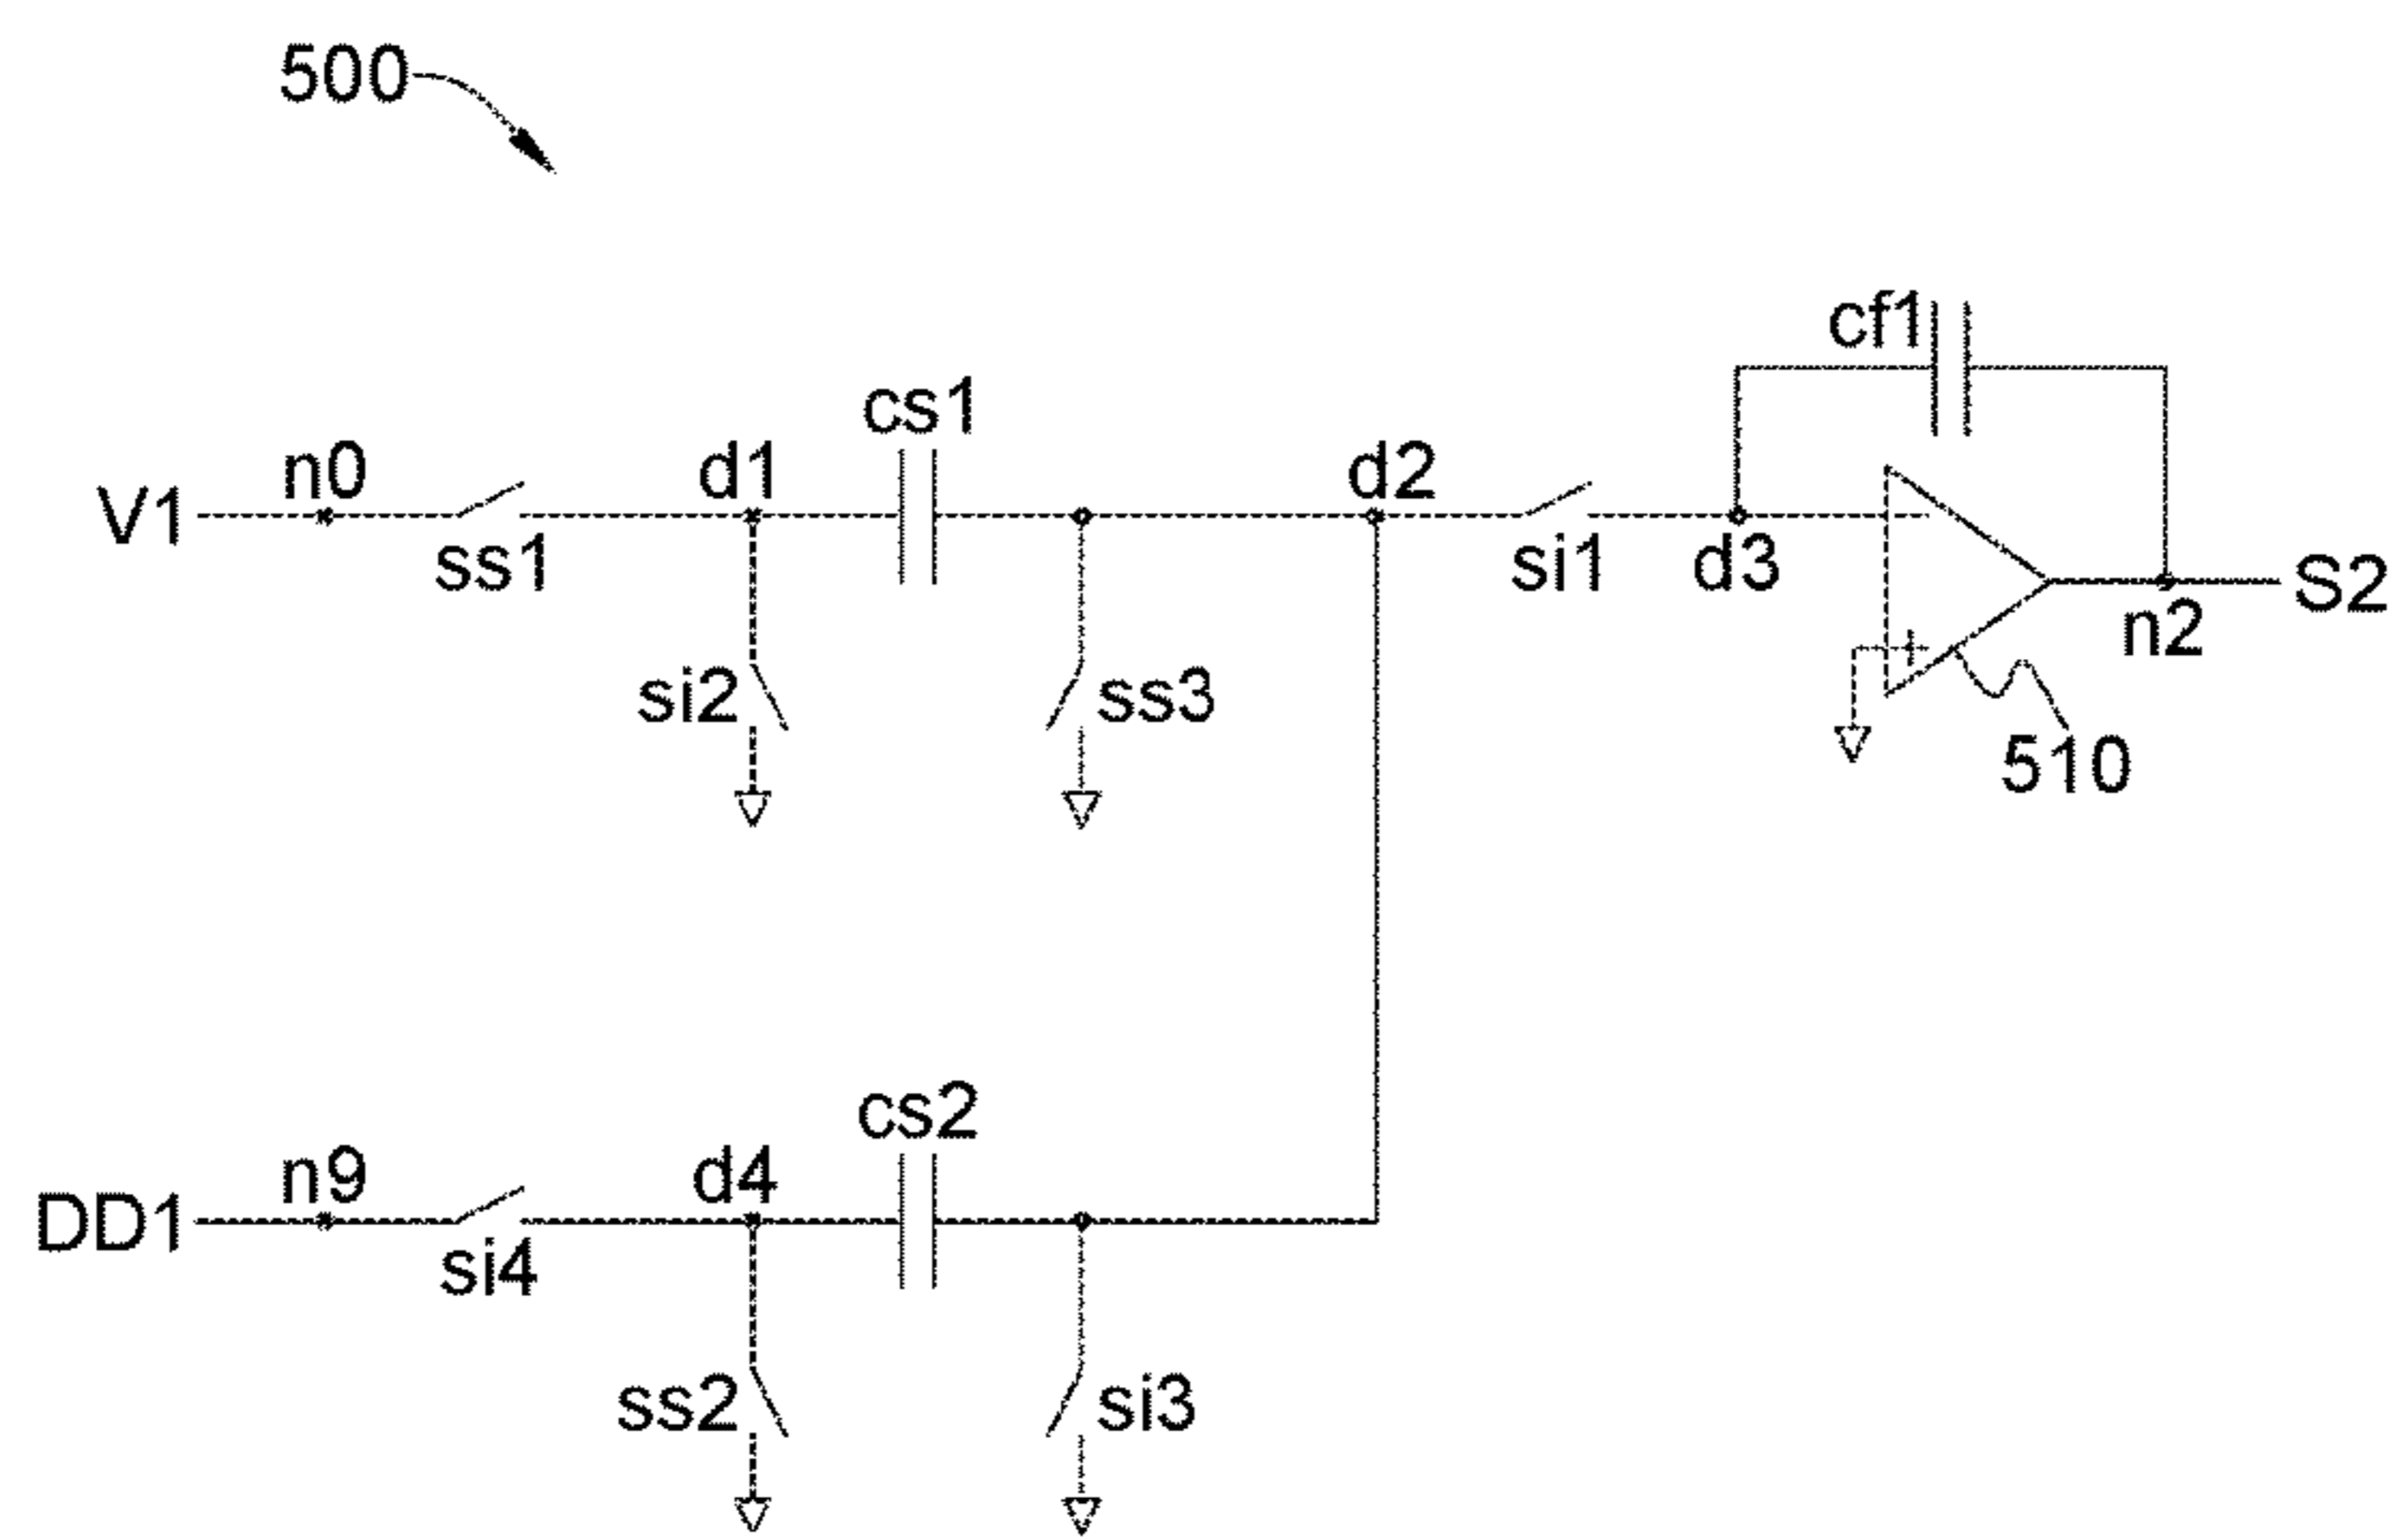 500
cf1
cs1
n0
d1
d2
V1
ss1
si1
d3
S2
n2
si2
ss3
510
cs2
n9
d4
DD1
si4
ss2
si3